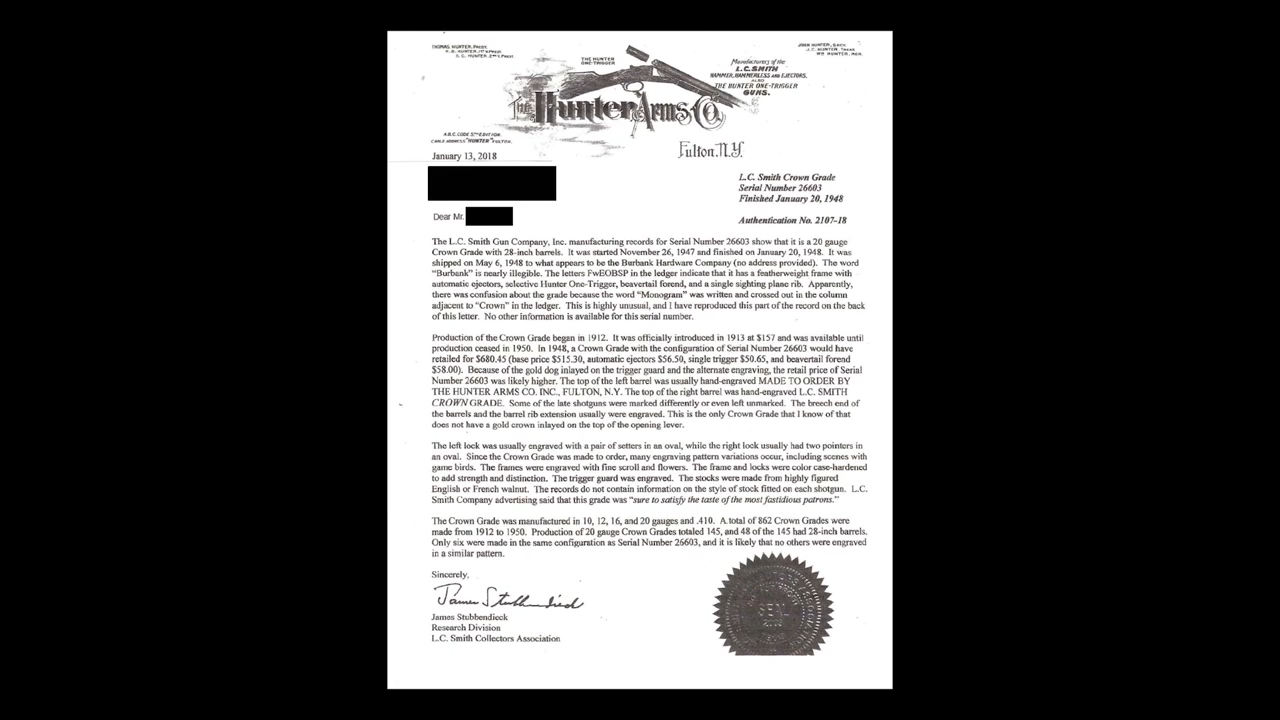 THOMAS HUNTER, PREST.
JOHN HUNTER, SECY.
J.C. HUNTER, TREAS.
THE HUNTER
ONE-TRIGGER
Manufacturers of the
L.C. SMITH
HAMMER, HAMMERLESS AND EJECTORS,
ALSO
THE HUNTER ONE-TRIGGER
GUNS.
The Hunter Arms Co.
A.B.C. CODE 5TH EDITION
CABLE ADDRESS "HUNTER" FULTON.
Fulton, N.Y.
January 13, 2018
L.C. Smith Crown Grade
Serial Number 26603
Finished January 20, 1948
Authentication No. 2107-18
Dear Mr.
The L.C. Smith Gun Company, Inc. manufacturing records for Serial Number 26603 show that it is a 20 gauge
Crown Grade with 28-inch barrels. It was started November 26, 1947 and finished on January 20, 1948. It was
shipped on May 6, 1948 to what appears to be the Burbank Hardware Company (no address provided). The word
"Burbank" is nearly illegible. The letters FwEOBSP in the ledger indicate that it has a featherweight frame with
automatic ejectors, selective Hunter One-Trigger, beavertail forend, and a single sighting plane rib. Apparently,
there was confusion about the grade because the word "Monogram" was written and crossed out in the column
adjacent to "Crown" in the ledger. This is highly unusual, and I have reproduced this part of the record on the back
of this letter. No other information is available for this serial number.
Production of the Crown Grade began in 1912. It was officially introduced in 1913 at $157 and was available until
production ceased in 1950. In 1948, a Crown Grade with the configuration of Serial Number 26603 would have
retailed for $680.45 (base price $515.30, automatic ejectors $56.50, single trigger $50.65, and beavertail forend
$58.00). Because of the gold dog inlayed on the trigger guard and the alternate engraving, the retail price of Serial
Number 26603 was likely higher. The top of the left barrel was usually hand-engraved MADE TO ORDER BY
THE HUNTER ARMS CO. INC., FULTON, N.Y. The top of the right barrel was hand-engraved L.C. SMITH
CROWN GRADE. Some of the late shotguns were marked differently or even left unmarked. The breech end of
the barrels and the barrel rib extension usually were engraved. This is the only Crown Grade that I know of that
does not have a gold crown inlayed on the top of the opening lever.
The left lock was usually engraved with a pair of setters in an oval, while the right lock usually had two pointers in
an oval. Since the Crown Grade was made to order, many engraving pattern variations occur, including scenes with
game birds. The frames were engraved with fine scroll and flowers. The frame and locks were color case-hardened
to add strength and distinction. The trigger guard was engraved. The stocks were made from highly figured
English or French walnut. The records do not contain information on the style of stock fitted on each shotgun. L.C.
Smith Company advertising said that this grade was "sure to satisfy the taste of the most fastidious patrons."
The Crown Grade was manufactured in 10, 12, 16, and 20 gauges and .410. A total of 862 Crown Grades were
made from 1912 to 1950. Production of 20 gauge Crown Grades totaled 145, and 48 of the 145 had 28-inch barrels.
Only six were made in the same configuration as Serial Number 26603, and it is likely that no others were engraved
in a similar pattern.
Sincerely,
James Stubbendieck
James Stubbendieck
Research Division
L.C. Smith Collectors Association
SEAL